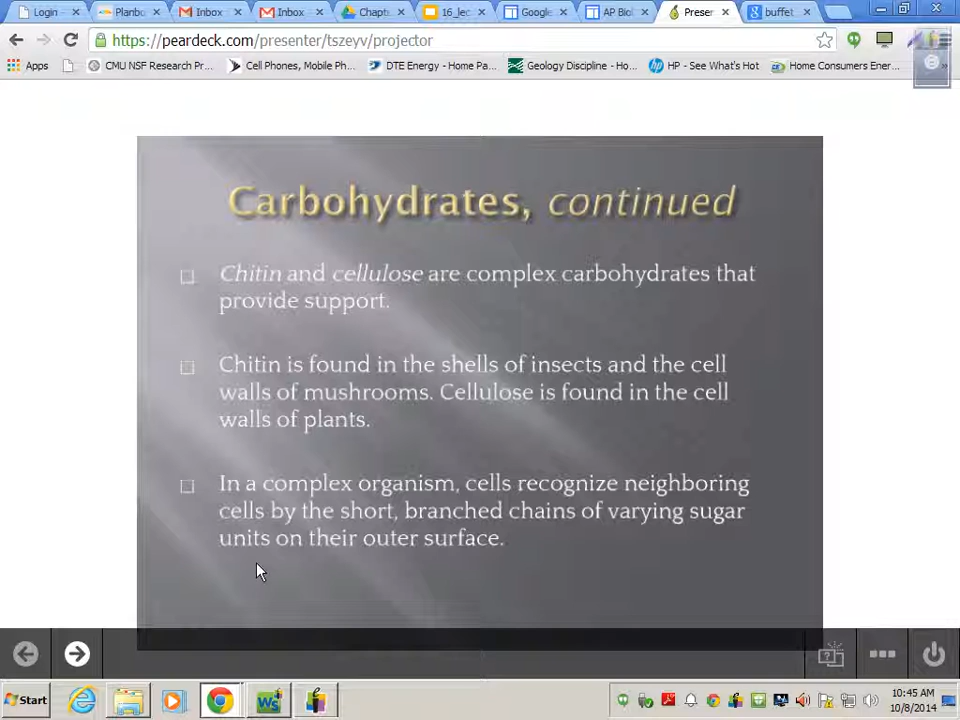 Login
Planbo
Inbox
Inbox
Chapt
16_lec
Google
AP Bio
Preser
buffet
https://peardeck.com/presenter/tszeyv/projector
Apps
CMU NSF Research Pr...
Cell Phones, Mobile Ph...
DTE Energy - Home Pa...
Geology Discipline - Ho...
HP - See What's Hot
Home Consumers Ener...
Carbohydrates, continued
Chitin and cellulose are complex carbohydrates that
provide support.
Chitin is found in the shells of insects and the cell
walls of mushrooms. Cellulose is found in the cell
walls of plants.
In a complex organism, cells recognize neighboring
cells by the short, branched chains of varying sugar
units on their outer surface.
Start
WS
10:45 AM
10/8/2014